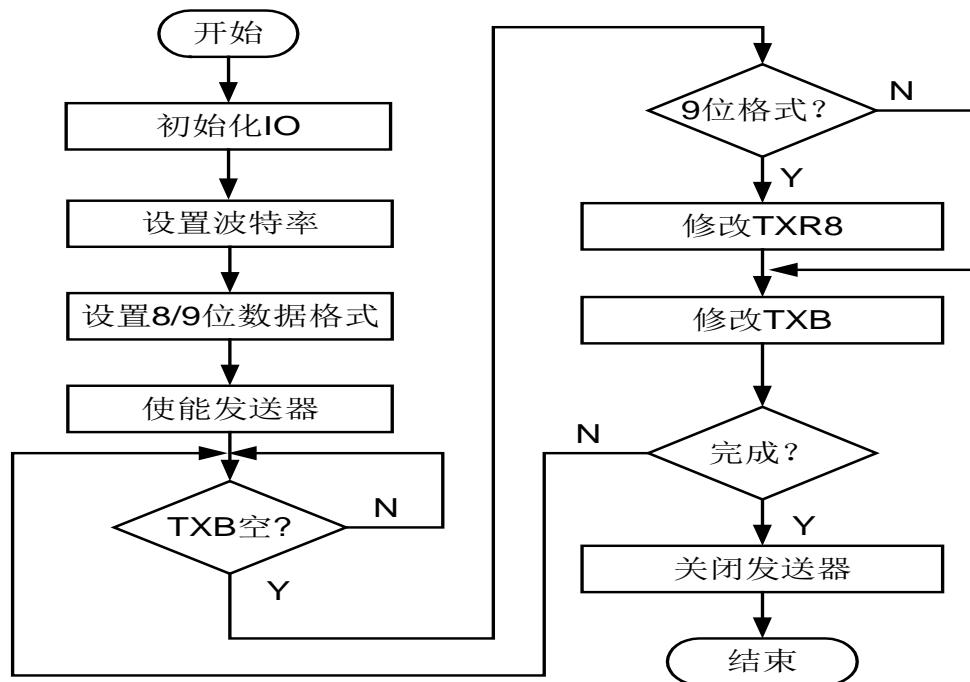 开始
初始化IO
设置波特率
设置8/9位数据格式
使能发送器
TXB空?
N
Y
9位格式?
N
Y
修改TXR8
修改TXB
完成?
N
Y
关闭发送器
结束